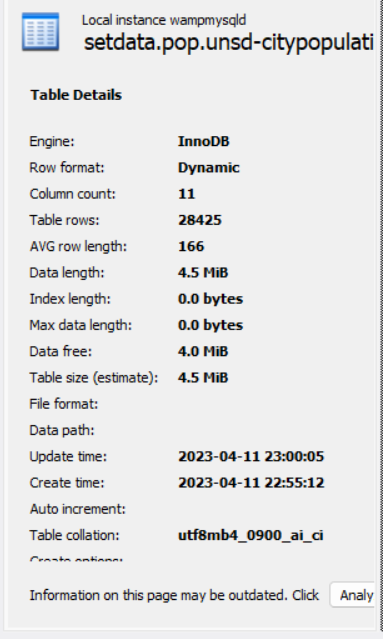 Local instance wampmysqld
setdata.pop.unsd-citypopulati
Table Details
Engine: InnoDB
Row format: Dynamic
Column count: 11
Table rows: 28425
AVG row length: 166
Data length: 4.5 MiB
Index length: 0.0 bytes
Max data length: 0.0 bytes
Data free: 4.0 MiB
Table size (estimate): 4.5 MiB
File format:
Data path:
Update time: 2023-04-11 23:00:05
Create time: 2023-04-11 22:55:12
Auto increment:
Table collation: utf8mb4_0900_ai_ci
Create options:
Information on this page may be outdated. Click Analy